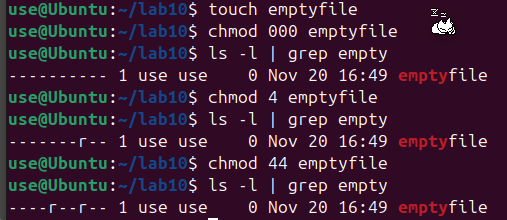 use@Ubuntu:~/lab10$ touch emptyfile
use@Ubuntu:~/lab10$ chmod 000 emptyfile
use@Ubuntu:~/lab10$ ls -l | grep empty
---------- 1 use use    0 Nov 20 16:49 emptyfile
use@Ubuntu:~/lab10$ chmod 4 emptyfile
use@Ubuntu:~/lab10$ ls -l | grep empty
-------r-- 1 use use    0 Nov 20 16:49 emptyfile
use@Ubuntu:~/lab10$ chmod 44 emptyfile
use@Ubuntu:~/lab10$ ls -l | grep empty
----r--r-- 1 use use    0 Nov 20 16:49 emptyfile